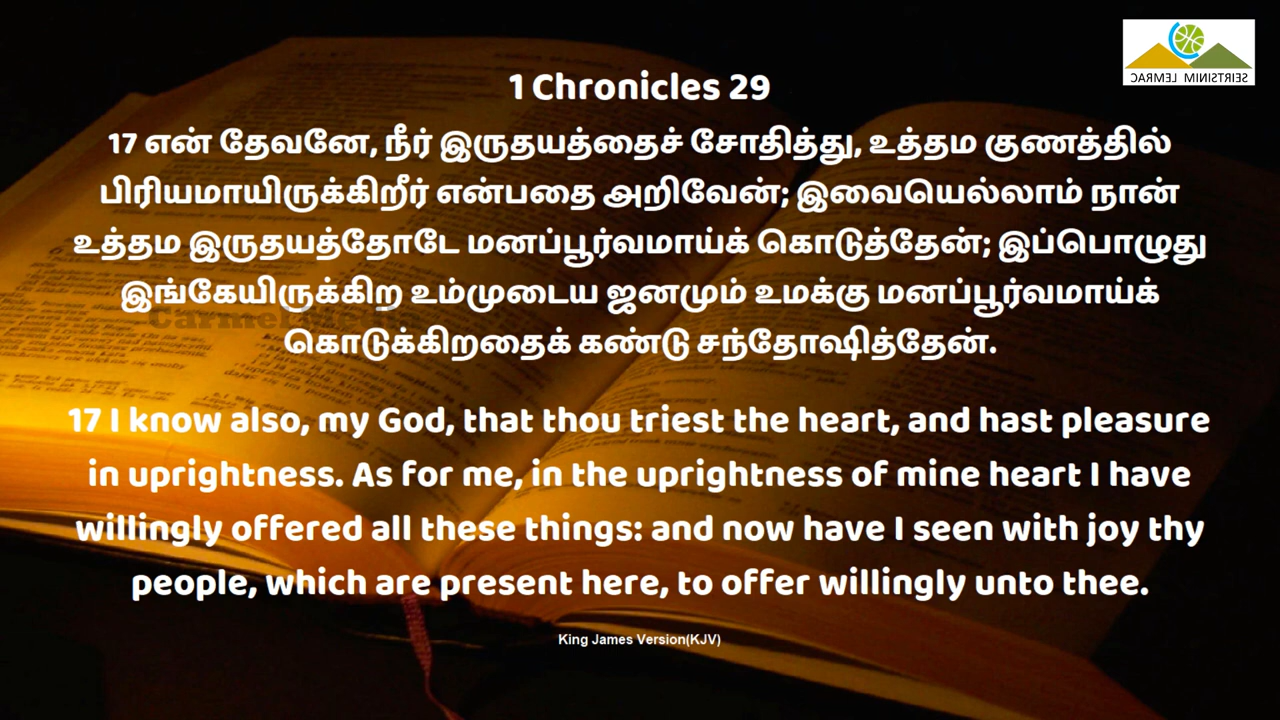 CARMEL MINISTRIES
1 Chronicles 29
17 என் தேவனே, நீர் இருதயத்தைச் சோதித்து, உத்தம குணத்தில்
பிரியமாயிருக்கிறீர் என்பதை அறிவேன்; இவையெல்லாம் நான்
உத்தம இருதயத்தோடே மனப்பூர்வமாய்க் கொடுத்தேன்; இப்பொழுது
இங்கேயிருக்கிற உம்முடைய ஜனமும் உமக்கு மனப்பூர்வமாய்க்
கொடுக்கிறதைக் கண்டு சந்தோஷித்தேன்.
17 I know also, my God, that thou triest the heart, and hast pleasure
in uprightness. As for me, in the uprightness of mine heart I have
willingly offered all these things: and now have I seen with joy thy
people, which are present here, to offer willingly unto thee.
King James Version(KJV)